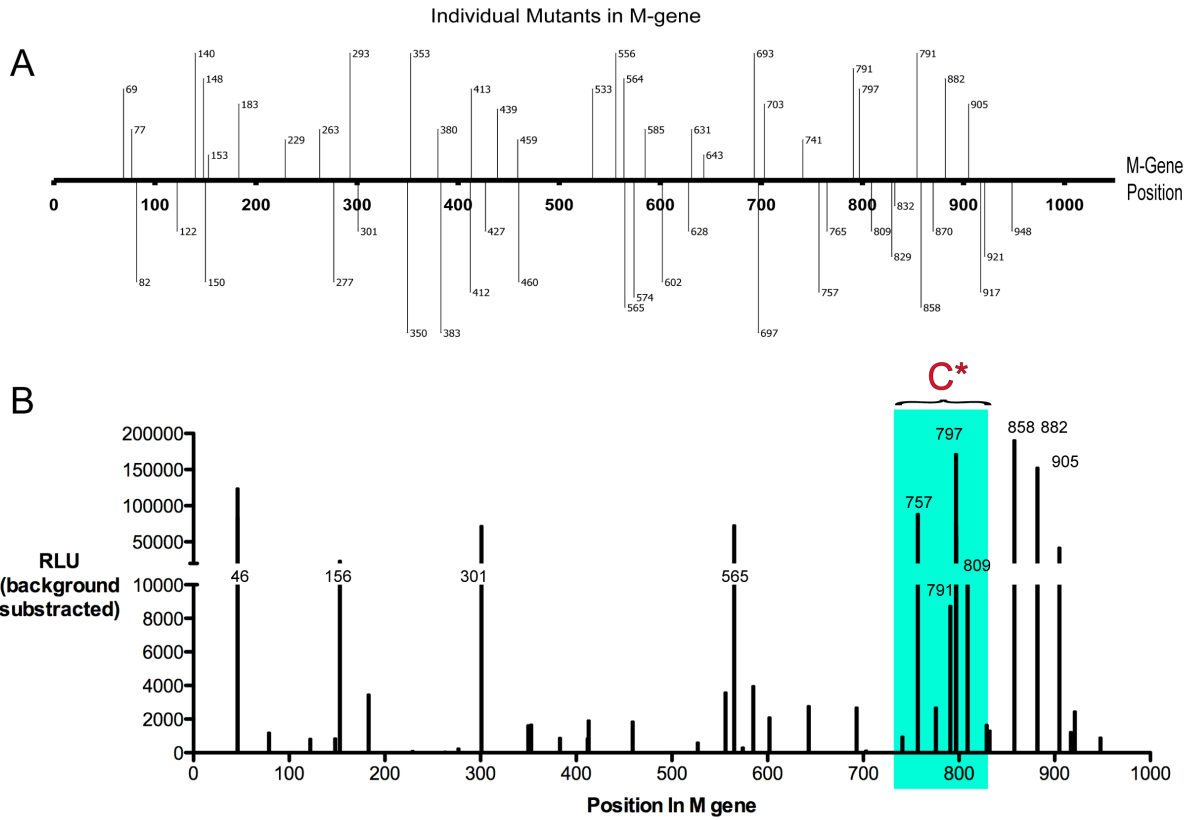 Individual Mutants in M-gene
A
140 293 353 556 693 791
148 564 791 882
69 413 533 797
183 439 703 905
77 263 380 585 631
229 459 741
153 643
M-Gene
Position
0 100 200 300 400 500 600 700 800 900 1000
832
122 301 427 628 765 809 870 948
829 921
82 150 277 460 602
412 574 757 917
565 858
350 383 697
B
C*
200000
150000
100000
50000
10000
8000
6000
4000
2000
0
RLU
(background
substracted)
797 858 882
905
757
809
46 156 301 565
791
0 100 200 300 400 500 600 700 800 900 1000
Position In M gene